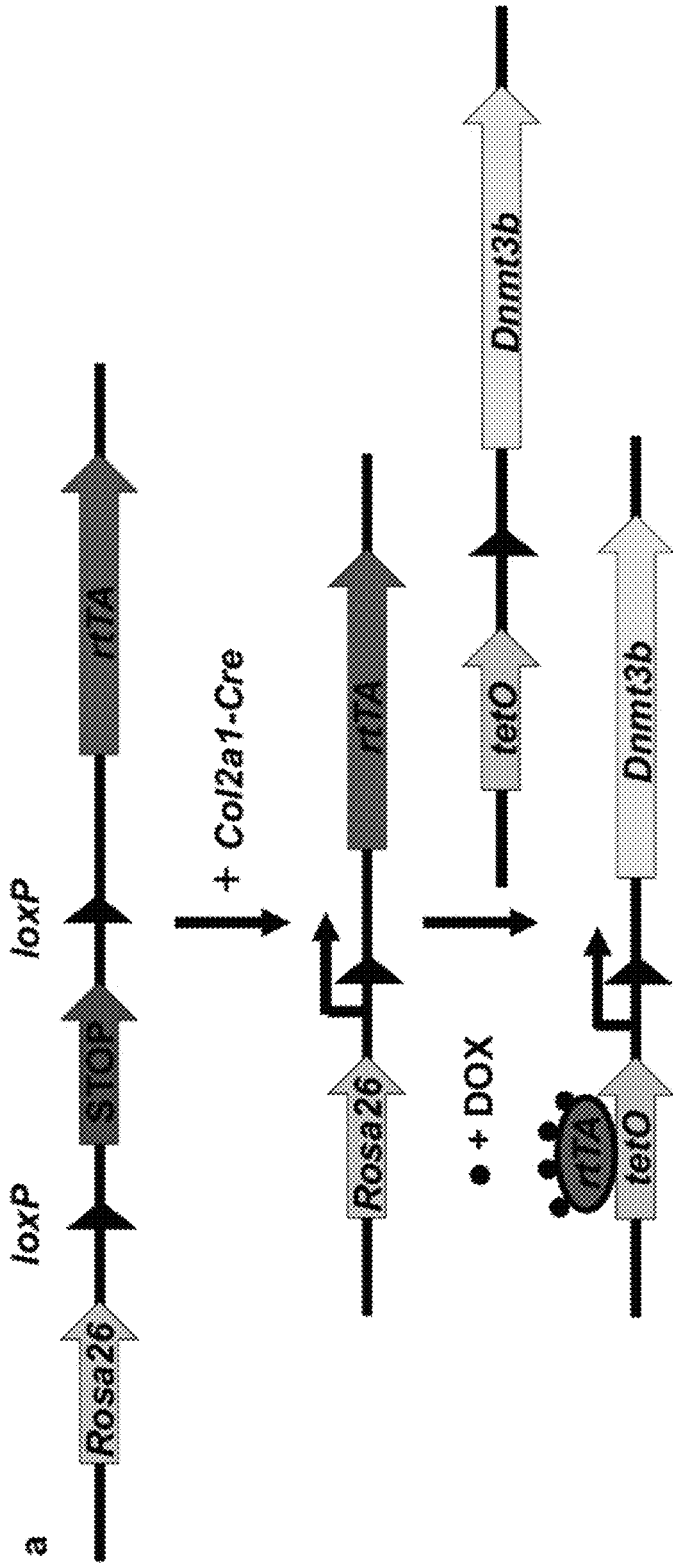 a
loxP
loxP
Rosa26
STOP
rtTA
+ Col2a1-Cre
Rosa26
rtTA
+ DOX
tetO
Dnmt3b
rtTA
tetO
Dnmt3b